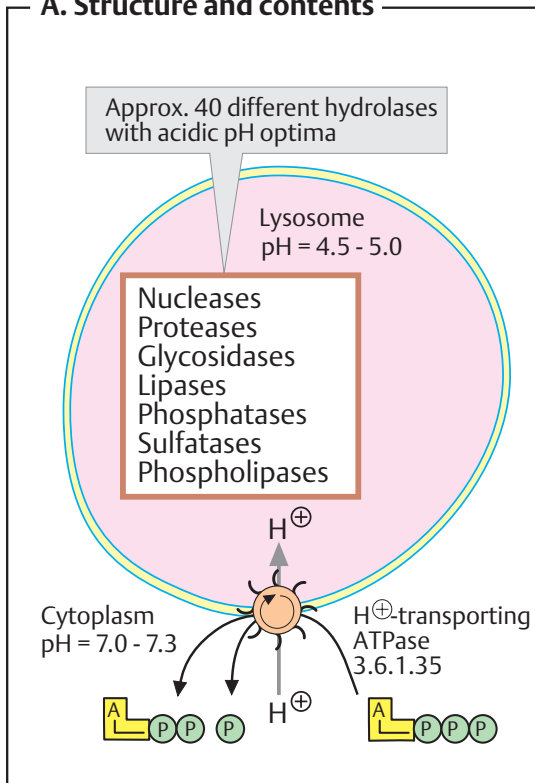 A. Structure and contents
Approx. 40 different hydrolases
with acidic pH optima
Lysosome
pH = 4.5 - 5.0
Nucleases
Proteases
Glycosidases
Lipases
Phosphatases
Sulfatases
Phospholipases
H⊕
Cytoplasm
pH = 7.0 - 7.3
H⊕-transporting
ATPase
3.6.1.35
A P P P H⊕ A P P P